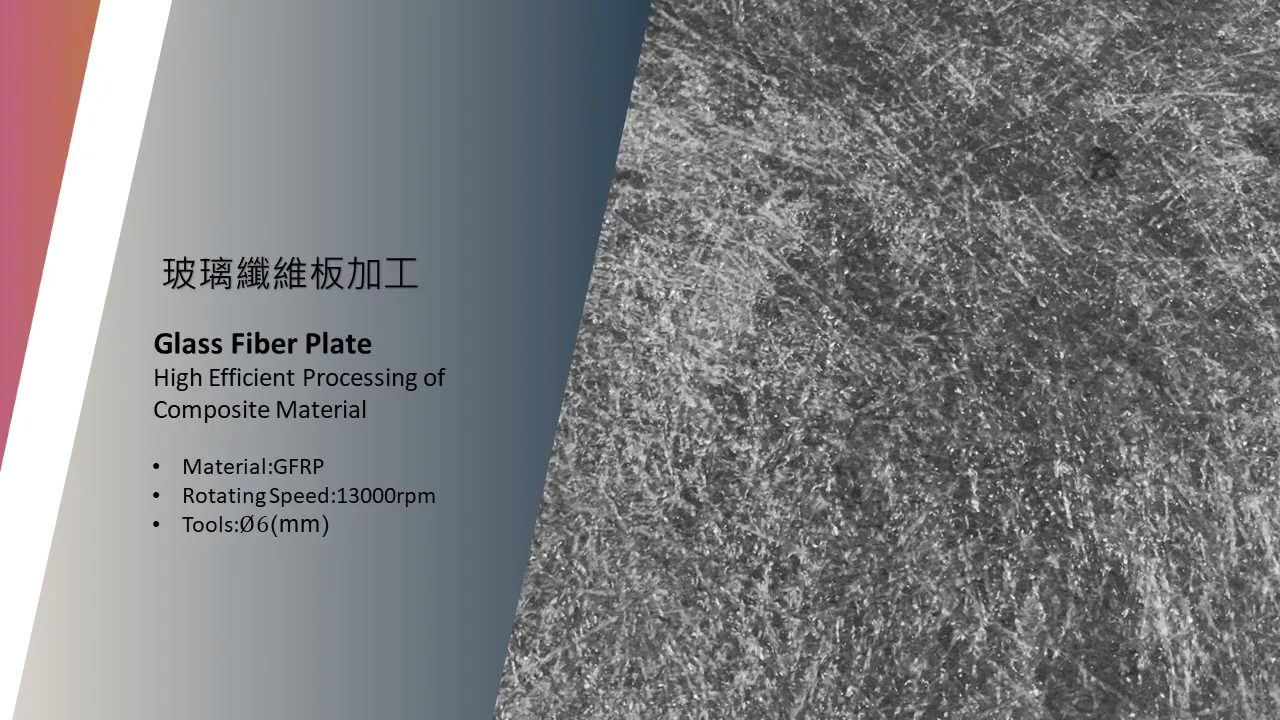 玻璃纖維板加工
Glass Fiber Plate
High Efficient Processing of
Composite Material
• Material:GFRP
• Rotating Speed:13000rpm
• Tools:Ø6(mm)